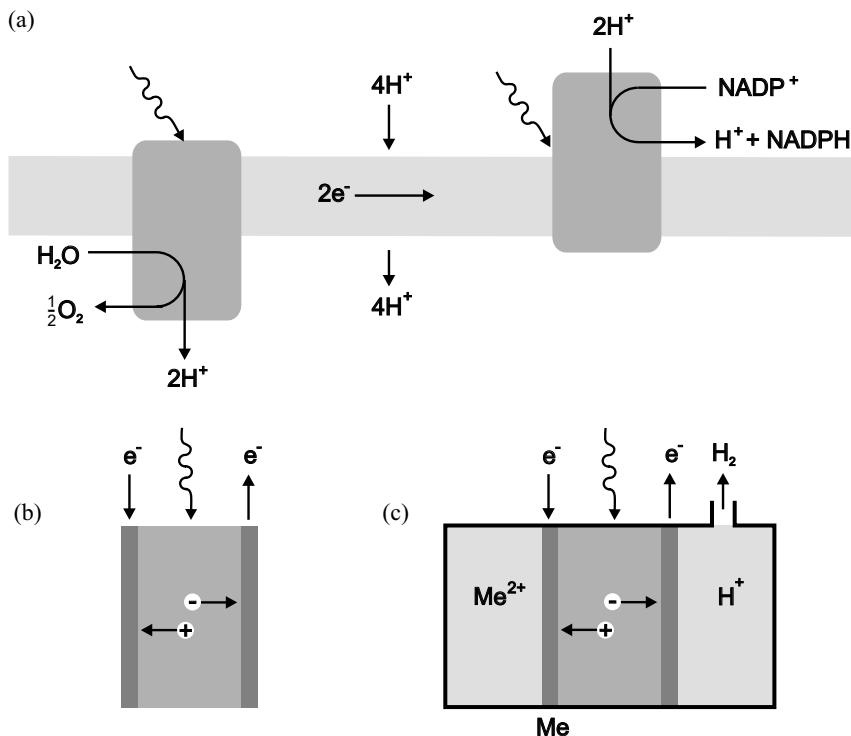 (a)
2H⁺
4H⁺
NADP⁺
H⁺ + NADPH
2e⁻
H₂O
½O₂
4H⁺
2H⁺
(b)
e⁻
e⁻
-
+
(c)
e⁻
e⁻
H₂
Me²⁺
-
+
H⁺
Me